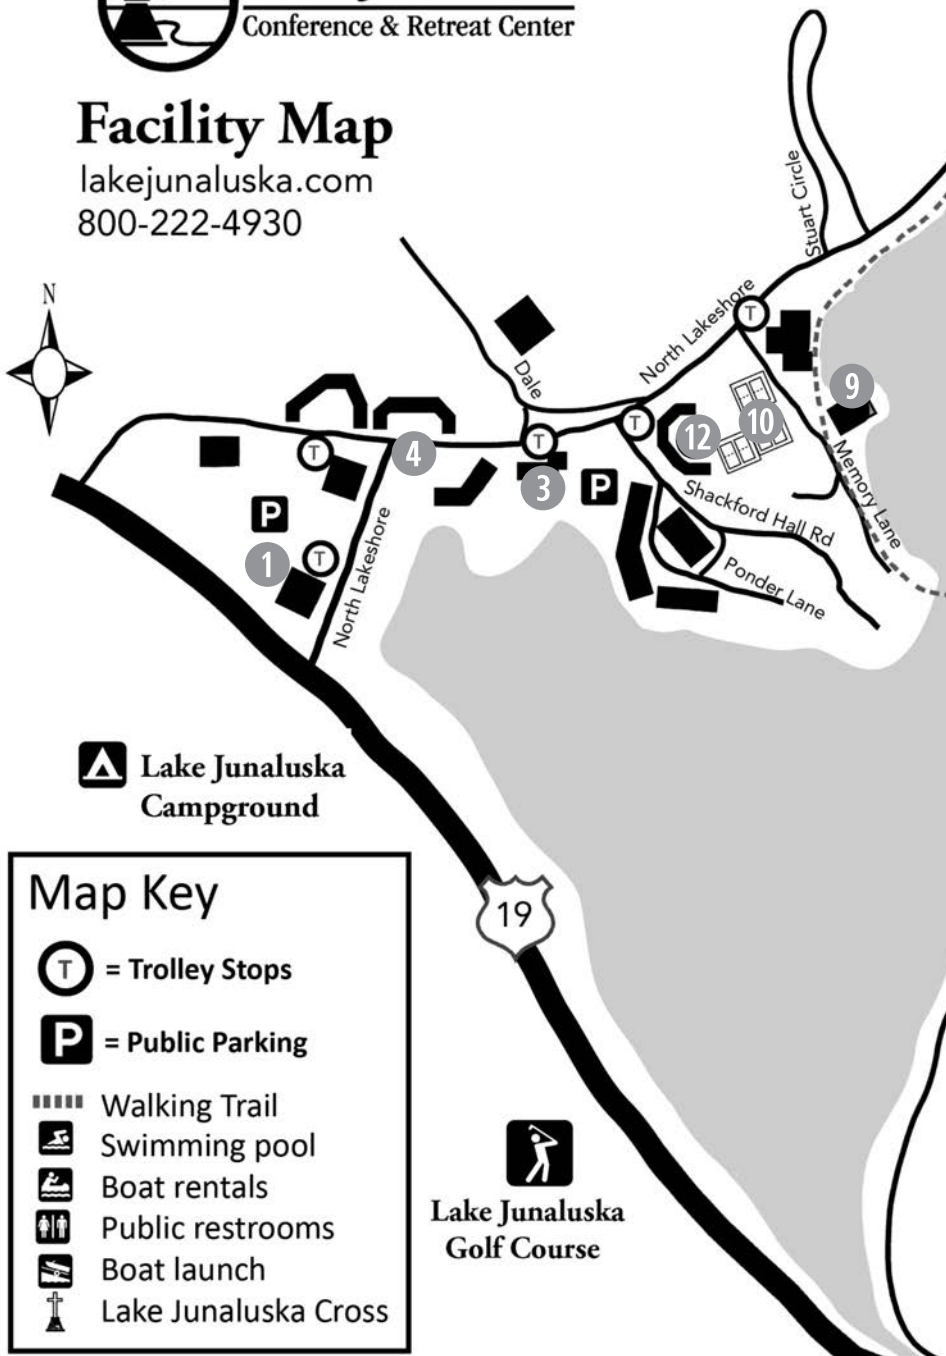 Conference & Retreat Center
Facility Map
lakejunaluska.com
800-222-4930
N
Stuart Circle
North Lakeshore
T
Dale
9
10
12
T
T
4
T
3
P
P
Memory Lane
Shackford Hall Rd
1
T
North Lakeshore
Ponder Lane
Lake Junaluska
Campground
Map Key
T = Trolley Stops
P = Public Parking
Walking Trail
Swimming pool
Boat rentals
Public restrooms
Boat launch
Lake Junaluska Cross
19
Lake Junaluska
Golf Course